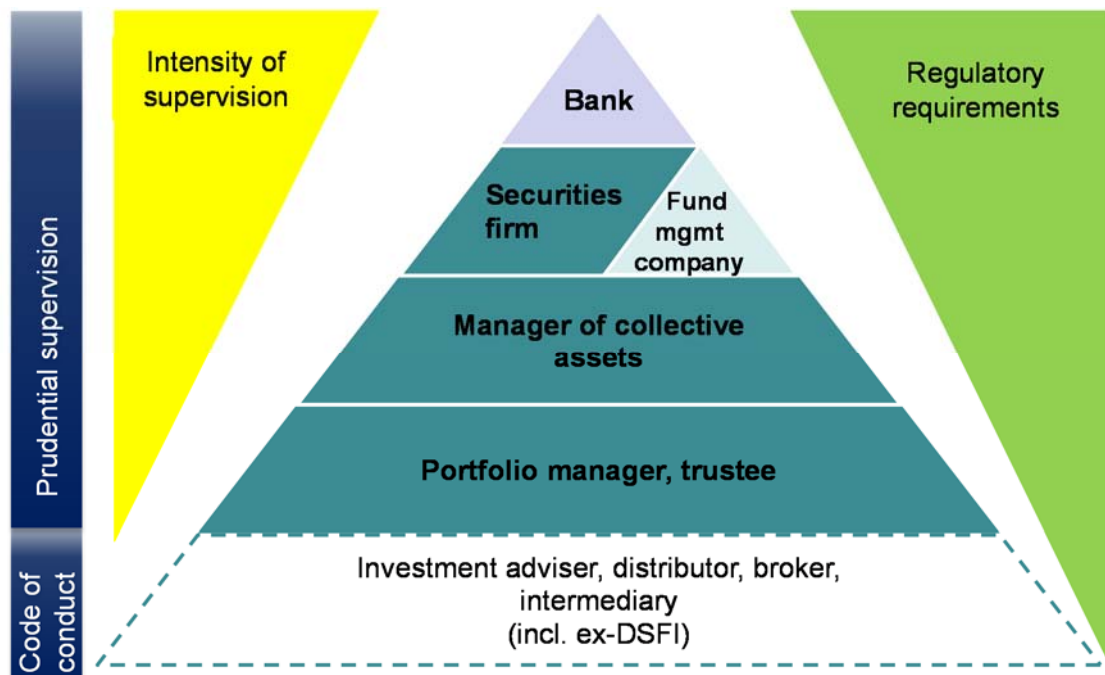 Intensity of
supervision
Regulatory
requirements
Bank
Securities
firm
Fund
mgmt
company
Manager of collective
assets
Portfolio manager, trustee
Investment adviser, distributor, broker,
intermediary
(incl. ex-DSFI)
Prudential supervision
Code of
conduct